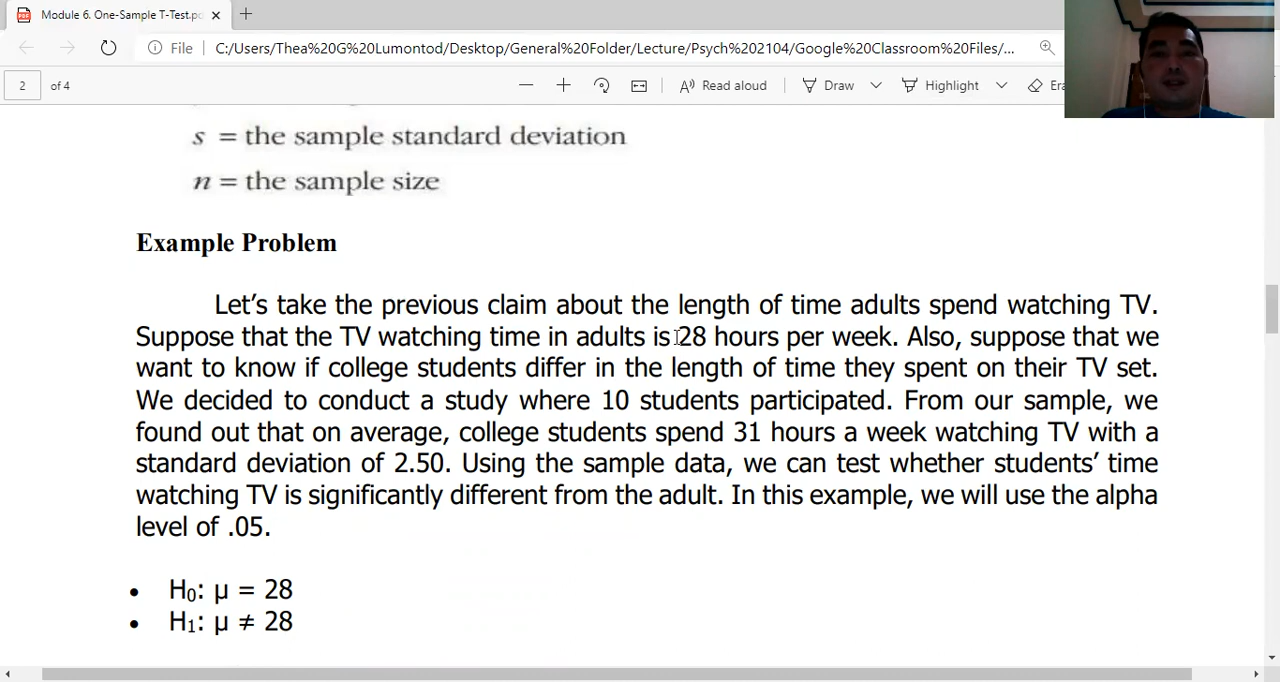 Module 6. One-Sample T-Test.pc
File C:/Users/Thea%20G%20Lumontod/Desktop/General%20Folder/Lecture/Psych%202104/Google%20Classroom%20Files/...
2 of 4 Read aloud Draw Highlight Era
s = the sample standard deviation
n = the sample size
Example Problem
Let’s take the previous claim about the length of time adults spend watching TV.
Suppose that the TV watching time in adults is 28 hours per week. Also, suppose that we
want to know if college students differ in the length of time they spent on their TV set.
We decided to conduct a study where 10 students participated. From our sample, we
found out that on average, college students spend 31 hours a week watching TV with a
standard deviation of 2.50. Using the sample data, we can test whether students’ time
watching TV is significantly different from the adult. In this example, we will use the alpha
level of .05.
• H₀: µ = 28
• H₁: µ ≠ 28